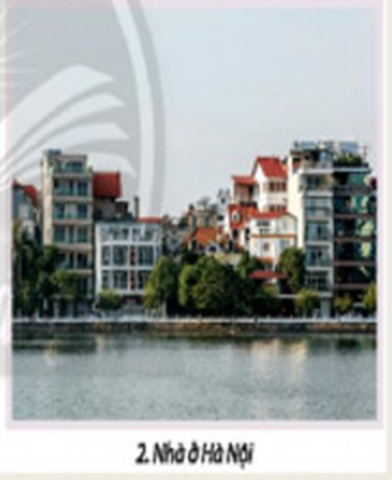 2. Nhà ở Hà Nội